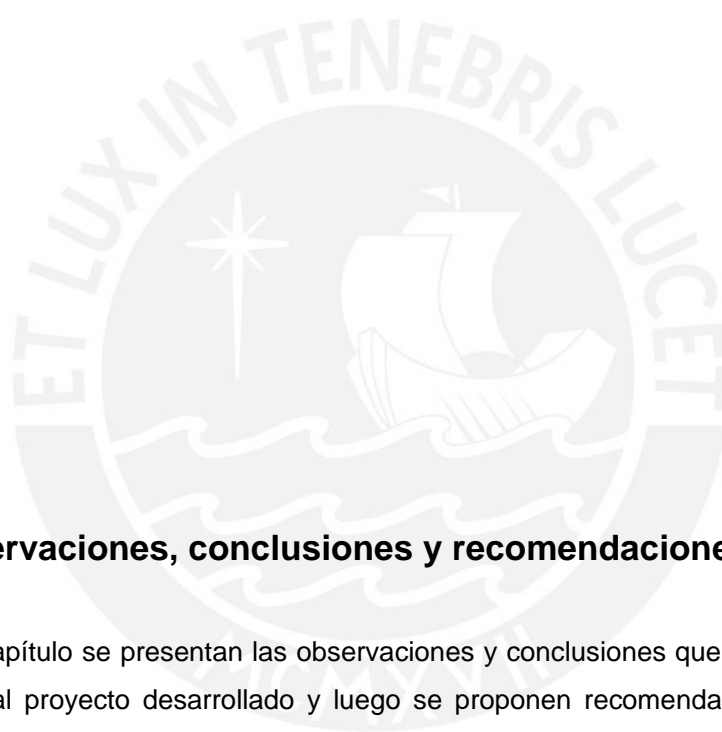 ET LUX IN TENEBRIS LUCET
ervaciones, conclusiones y recomendacione
apítulo se presentan las observaciones y conclusiones que
al proyecto desarrollado y luego se proponen recomenda
MCMXVII